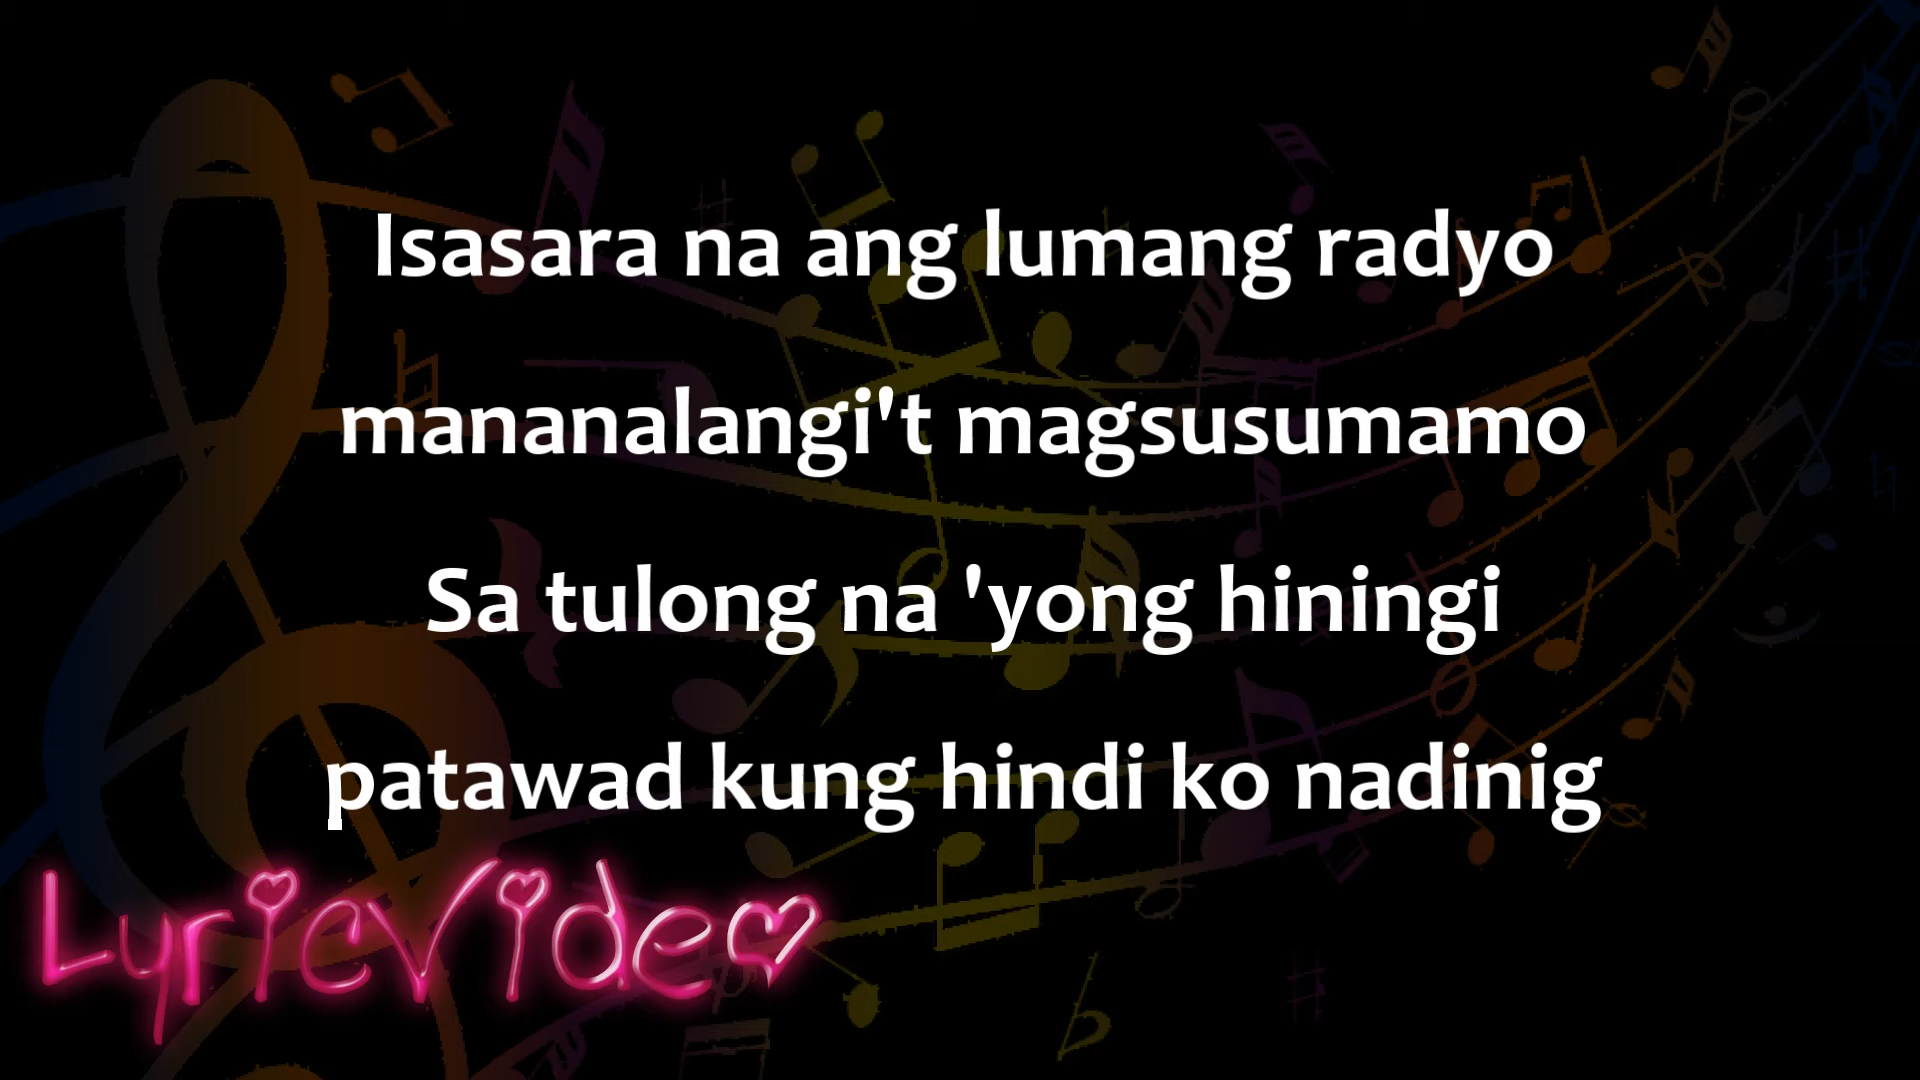 Isasara na ang lumang radyo
mananalangi't magsusumamo
Sa tulong na 'yong hiningi
patawad kung hindi ko nadinig
LyricVideo